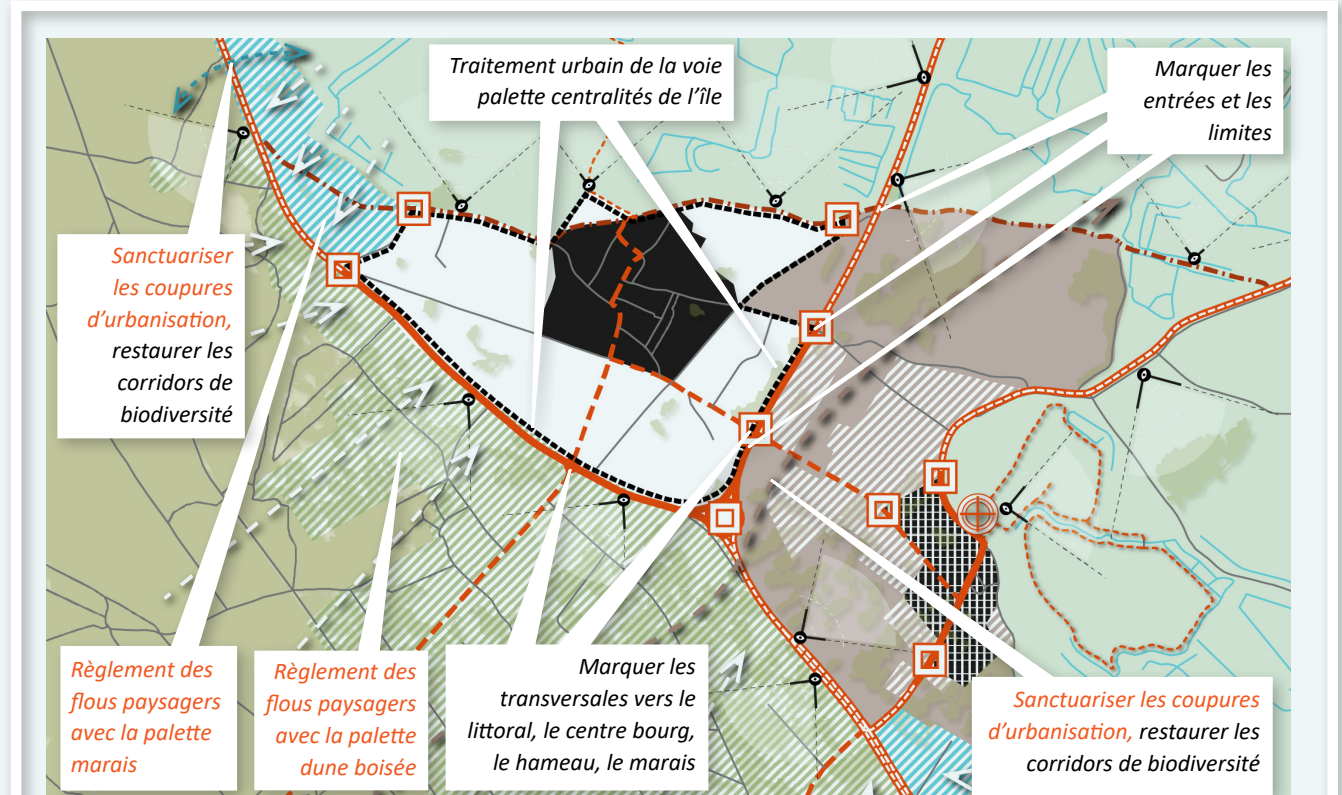 Traitement urbain de la voie
palette centralités de l’île
Marquer les
entrées et les
limites
Sanctuariser
les coupures
d’urbanisation,
restaurer les
corridors de
biodiversité
Règlement des
flous paysagers
avec la palette
marais
Règlement des
flous paysagers
avec la palette
dune boisée
Marquer les
transversales vers le
littoral, le centre bourg,
le hameau, le marais
Sanctuariser les coupures
d’urbanisation, restaurer les
corridors de biodiversité